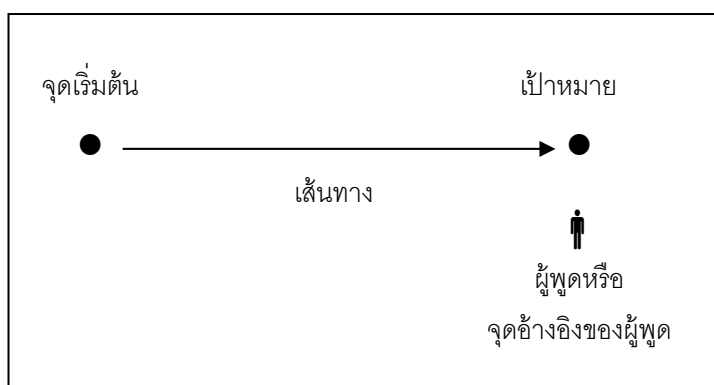 จุดเริ่มต้น
เป้าหมาย
เส้นทาง
ผู้พูดหรือ
จุดอ้างอิงของผู้พูด